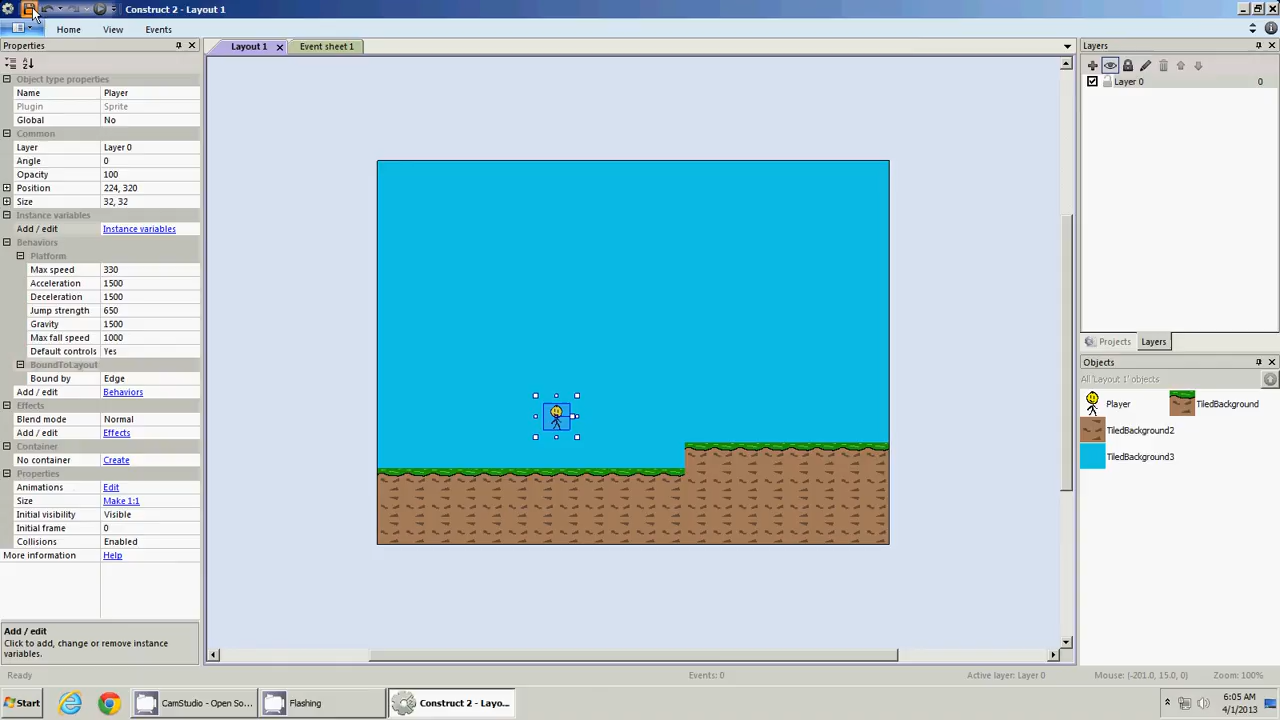 Construct 2 - Layout 1
Home View Events
Properties
Object type properties
Name Player
Plugin Sprite
Global No
Common
Layer Layer 0
Angle 0
Opacity 100
Position 224, 320
Size 32, 32
Instance variables
Add / edit Instance variables
Behaviors
Platform
Max speed 330
Acceleration 1500
Deceleration 1500
Jump strength 650
Gravity 1500
Max fall speed 1000
Default controls Yes
BoundToLayout
Bound by Edge
Add / edit Behaviors
Effects
Blend mode Normal
Add / edit Effects
Container
No container Create
Properties
Animations Edit
Size Make 1:1
Initial visibility Visible
Initial frame 0
Collisions Enabled
More information Help
Add / edit
Click to add, change or remove instance
variables.
Layout 1 Event sheet 1
Layers
Layer 0 0
Projects Layers
Objects
All 'Layout 1' objects
Player TiledBackground
TiledBackground2
TiledBackground3
Ready Events: 0 Active layer: Layer 0 Mouse: (-201.0, 15.0, 0) Zoom: 100%
Start CamStudio - Open So... Flashing Construct 2 - Layo... 6:05 AM
4/1/2013